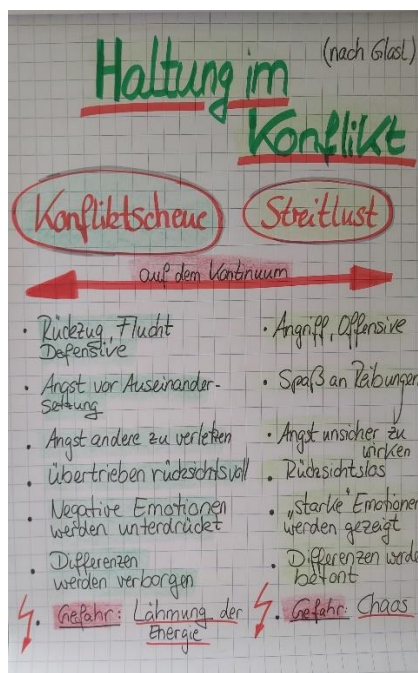 Haltung im
(nach Glasl)
Konflikt
Konfliktscheue
Streitlust
auf dem Kontinuum
· Rückzug, Flucht
Defensive
· Angst vor Auseinander-
setzung
· Angst andere zu verletzen
· übertrieben rücksichtsvoll
· Negative Emotionen
werden unterdrückt
· Differenzen
werden verborgen
· Gefahr: Lähmung der
Energie
· Angriff, Offensive
· Spaß an Reibungen
· Angst unsicher zu
wirken
· Rücksichtslos
· „starke" Emotionen
werden gezeigt
· Differenzen werde
betont
· Gefahr: Chaos